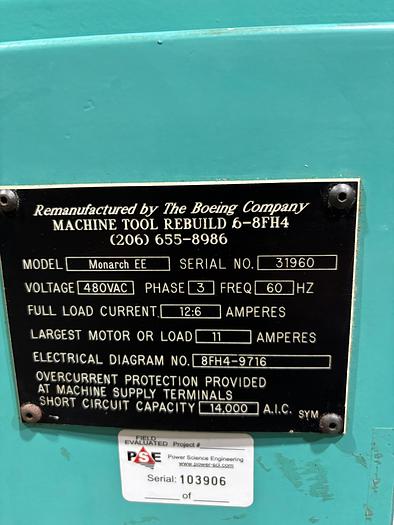 Remanufactured by The Boeing Company
MACHINE TOOL REBUILD 6-8FH4
(206) 655-8986
MODEL Monarch EE SERIAL NO. 31960
VOLTAGE 480VAC PHASE 3 FREQ 60 HZ
FULL LOAD CURRENT 12:6 AMPERES
LARGEST MOTOR OR LOAD 11 AMPERES
ELECTRICAL DIAGRAM NO. 8FH4-9716
OVERCURRENT PROTECTION PROVIDED
AT MACHINE SUPPLY TERMINALS
SHORT CIRCUIT CAPACITY 14,000 A.I.C. SYM
FIELD
EVALUATED Project #
PSE Power Science Engineering
www.power-sci.com
Serial: 103906
of